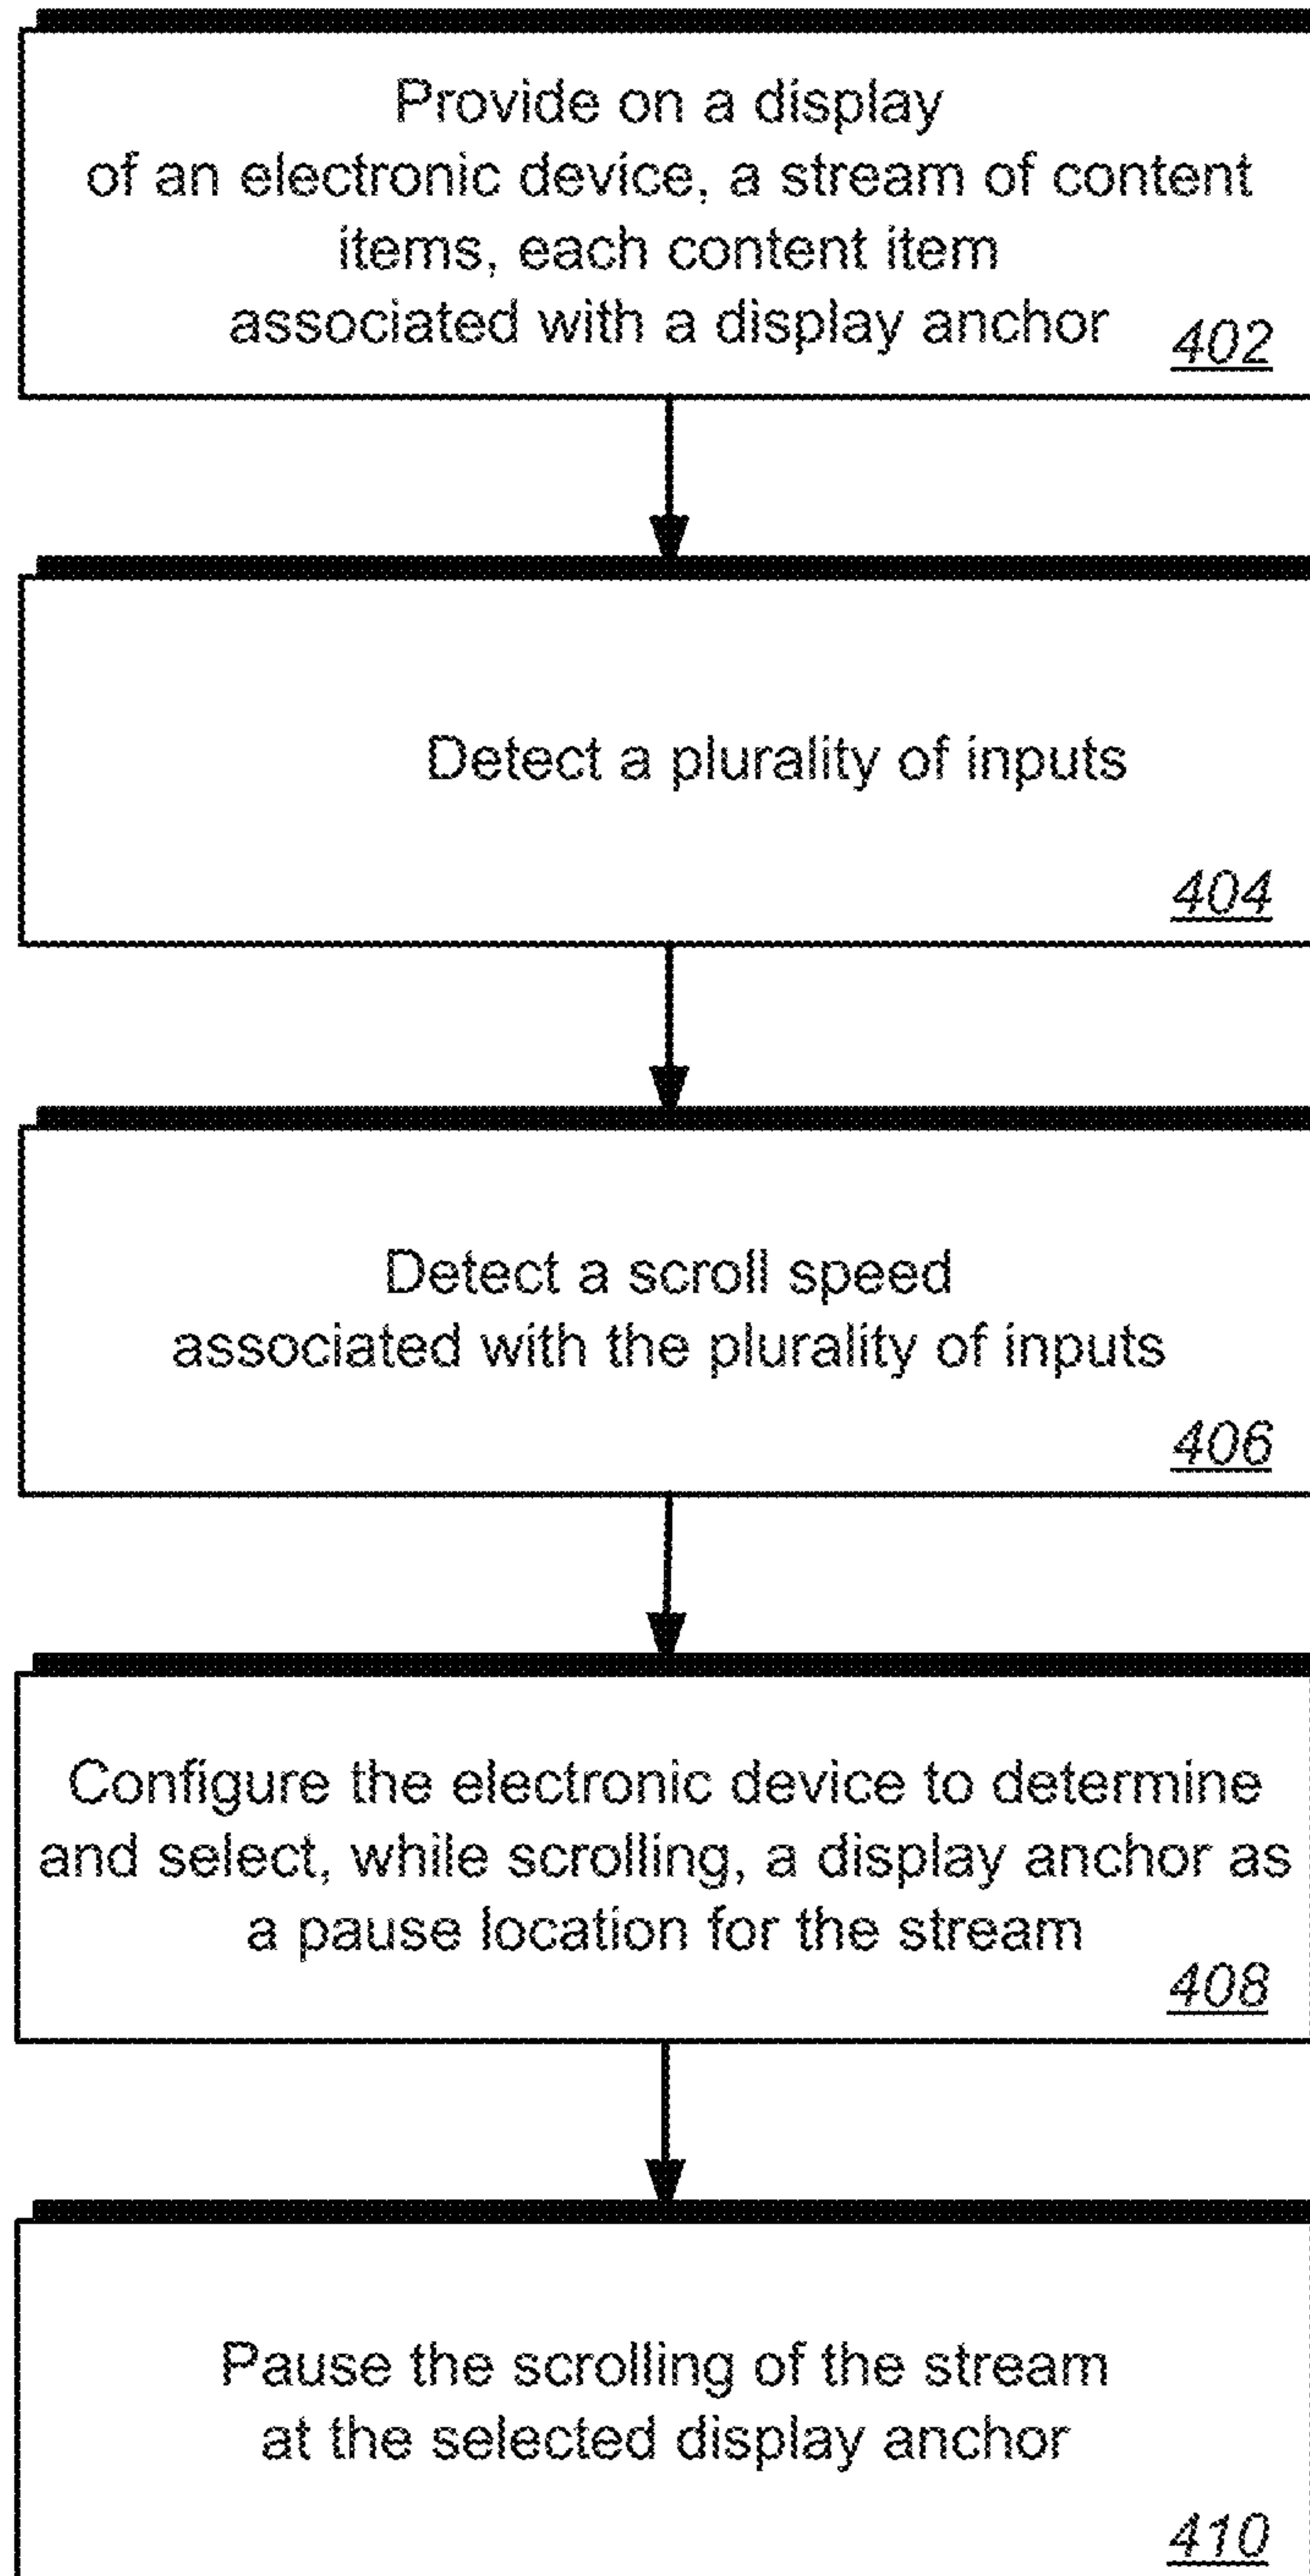 Provide on a display
of an electronic device, a stream of content
items, each content item
associated with a display anchor
402
Detect a plurality of inputs
404
Detect a scroll speed
associated with the plurality of inputs
406
Configure the electronic device to determine
and select, while scrolling, a display anchor as
a pause location for the stream
408
Pause the scrolling of the stream
at the selected display anchor
410